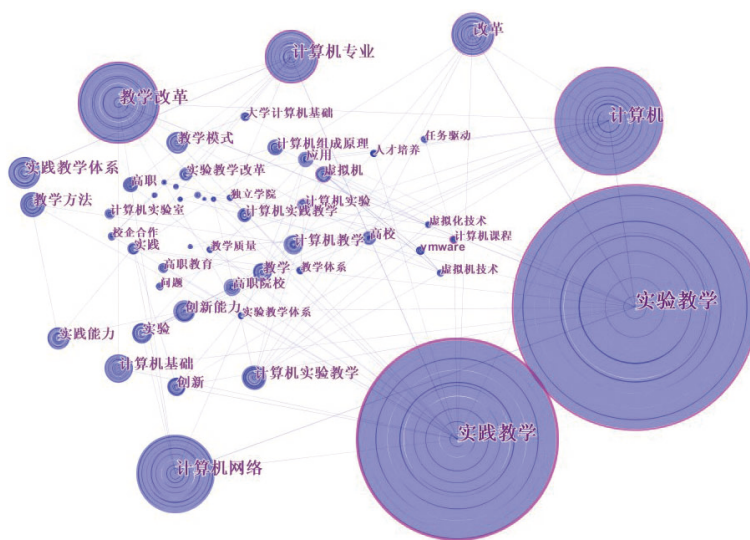 改革
计算机专业
教学改革
计算机
大学计算机基础
教学模式
任务驱动
计算机组成原理
人才培养
应用
实践教学体系
实验教学改革
虚拟机
高职
教学方法
独立学院
计算机实验
计算机实验室
计算机实践教学
虚拟化技术
校企合作
高校
计算机课程
实践
教学质量
计算机教学
vmware
高职教育
教学
教学体系
虚拟机技术
问题
高职院校
实验教学
创新能力
实验教学体系
实践能力
实验
计算机基础
创新
计算机实验教学
实践教学
计算机网络